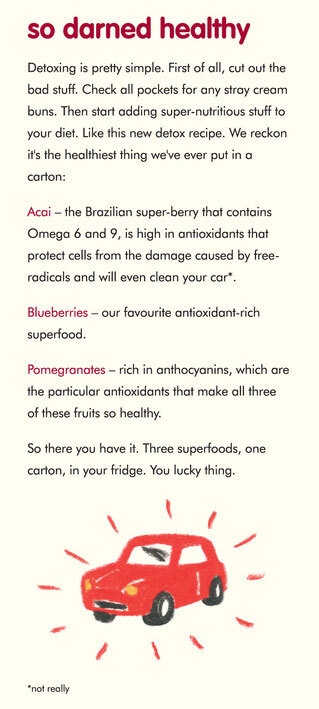 so darned healthy
Detoxing is pretty simple. First of all, cut out the
bad stuff. Check all pockets for any stray cream
buns. Then start adding super-nutritious stuff to
your diet. Like this new detox recipe. We reckon
it's the healthiest thing we've ever put in a
carton:
Acai – the Brazilian super-berry that contains
Omega 6 and 9, is high in antioxidants that
protect cells from the damage caused by free-
radicals and will even clean your car*.
Blueberries – our favourite antioxidant-rich
superfood.
Pomegranates – rich in anthocyanins, which are
the particular antioxidants that make all three
of these fruits so healthy.
So there you have it. Three superfoods, one
carton, in your fridge. You lucky thing.
*not really